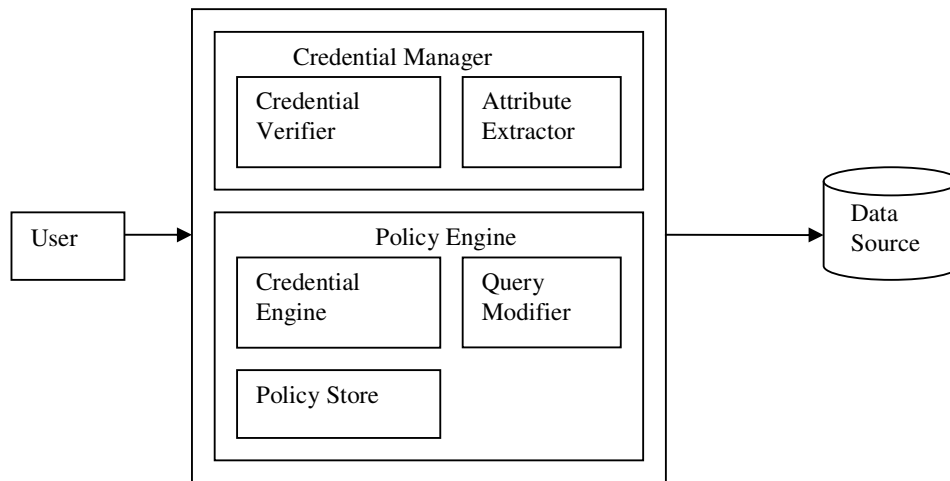 Credential Manager
Credential
Verifier
Attribute
Extractor
User
Policy Engine
Credential
Engine
Query
Modifier
Policy Store
Data
Source